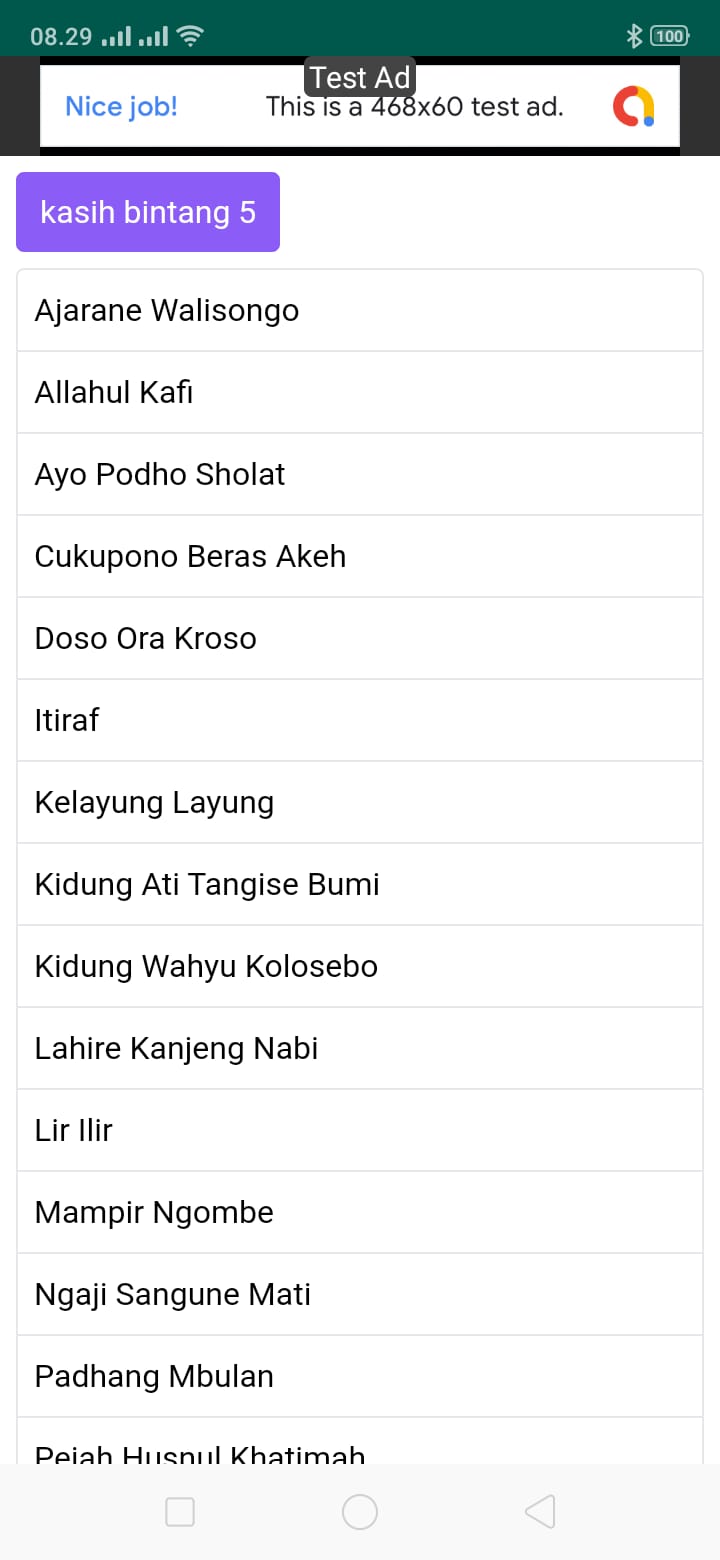 08.29
100
Test Ad
Nice job!
This is a 468x60 test ad.
kasih bintang 5
Ajarane Walisongo
Allahul Kafi
Ayo Podho Sholat
Cukupono Beras Akeh
Doso Ora Kroso
Itiraf
Kelayung Layung
Kidung Ati Tangise Bumi
Kidung Wahyu Kolosebo
Lahire Kanjeng Nabi
Lir Ilir
Mampir Ngombe
Ngaji Sangune Mati
Padhang Mbulan
Pejah Husnul Khatimah